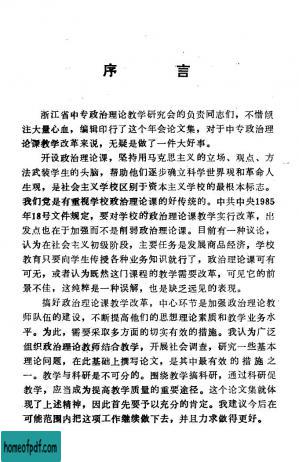 序 言
浙江省中专政治理论教学研究会的负责同志们，不惜倾
注大量心血，编辑印行了这个年会论文集，对于中专政治理
论课教学改革来说，无疑是做了一件大好事。
开设政治理论课，坚持用马克思主义的立场、观点、方
法武装学生的头脑，帮助他们逐步确立科学世界观和革命人
生观，是社会主义学校区别于资本主义学校的最根本标志。
我们党是有重视学校政治理论课的好传统的。中共中央1985
年18号文件规定，要对学校的政治理论课教学实行改革，出
发点也在于加强而不是削弱政治理论课。目前有一种议论，
认为在社会主义初级阶段，主要任务是发展商品经济，学校
教育只要向学生传授各种业务知识就行了，政治理论课可有
可无，或者认为既然这门课程的教学需要改革，可见它的前
景不佳，这纯粹是一种误解，也是缺乏远见的表现。
搞好政治理论课教学改革，中心环节是加强政治理论教
师队伍的建设，不断提高他们的思想理论素质和教学业务水
平。为此，需要采取多方面的切实有效的措施。我认为广泛
组织政治理论教师结合教学，开展社会调查，研究一些基本
理论问题，在此基础上撰写论文，是其中最有效的措施之
一。教学与科研是不可分的。围绕教学搞科研，通过科研促
教学，应当成为提高教学质量的重要途径。这个论文集就体
现了上述精神，因此首先要予以充分的肯定。我建议今后在
可能范围内把这项工作继续做下去，并且力求做得更好。
homeofpdf.com